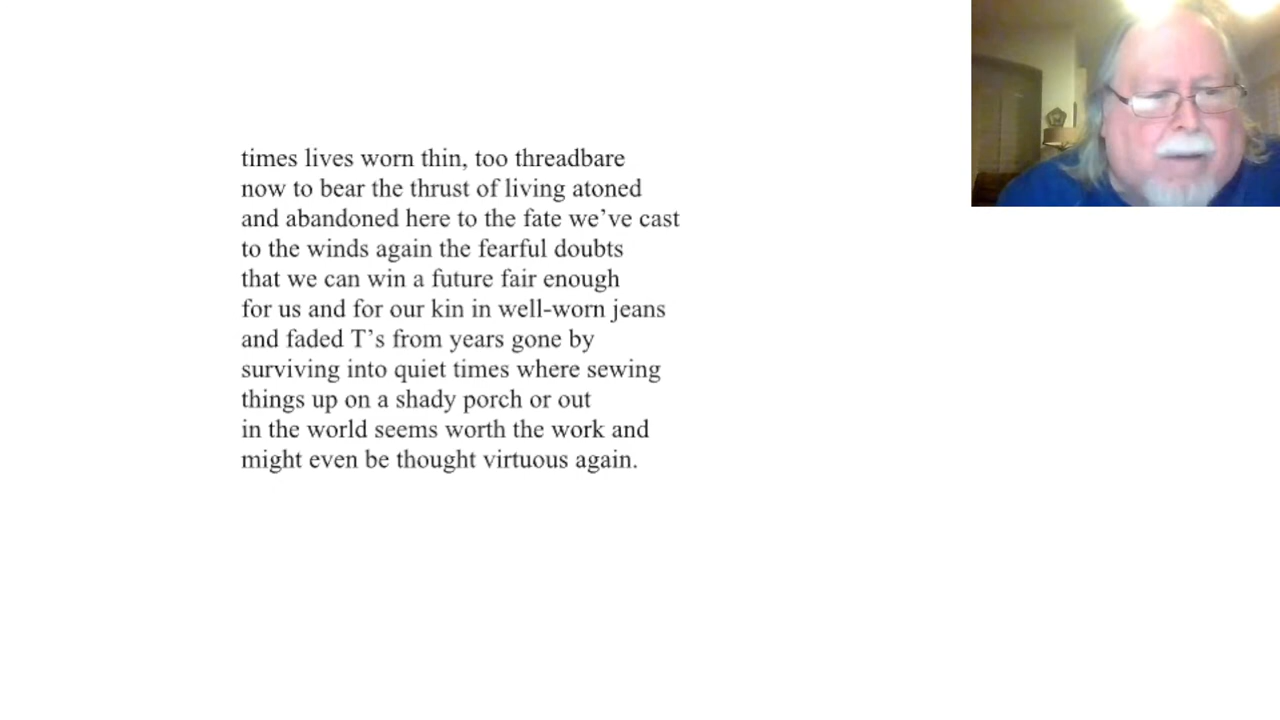 times lives worn thin, too threadbare
now to bear the thrust of living atoned
and abandoned here to the fate we’ve cast
to the winds again the fearful doubts
that we can win a future fair enough
for us and for our kin in well-worn jeans
and faded T’s from years gone by
surviving into quiet times where sewing
things up on a shady porch or out
in the world seems worth the work and
might even be thought virtuous again.